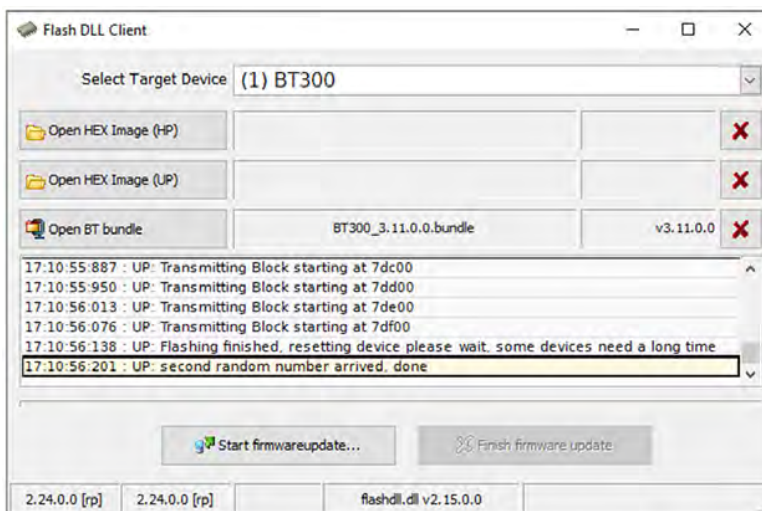 Flash DLL Client
Select Target Device (1) BT300
Open HEX Image (HP)
Open HEX Image (UP)
Open BT bundle BT300_3.11.0.0.bundle v3.11.0.0
17:10:55:887 : UP: Transmitting Block starting at 7dc00
17:10:55:950 : UP: Transmitting Block starting at 7dd00
17:10:56:013 : UP: Transmitting Block starting at 7de00
17:10:56:076 : UP: Transmitting Block starting at 7df00
17:10:56:138 : UP: Flashing finished, resetting device please wait, some devices need a long time
17:10:56:201 : UP: second random number arrived, done
Start firmwareupdate... Finish firmware update
2.24.0.0 [rp] 2.24.0.0 [rp] flashdll.dll v2.15.0.0